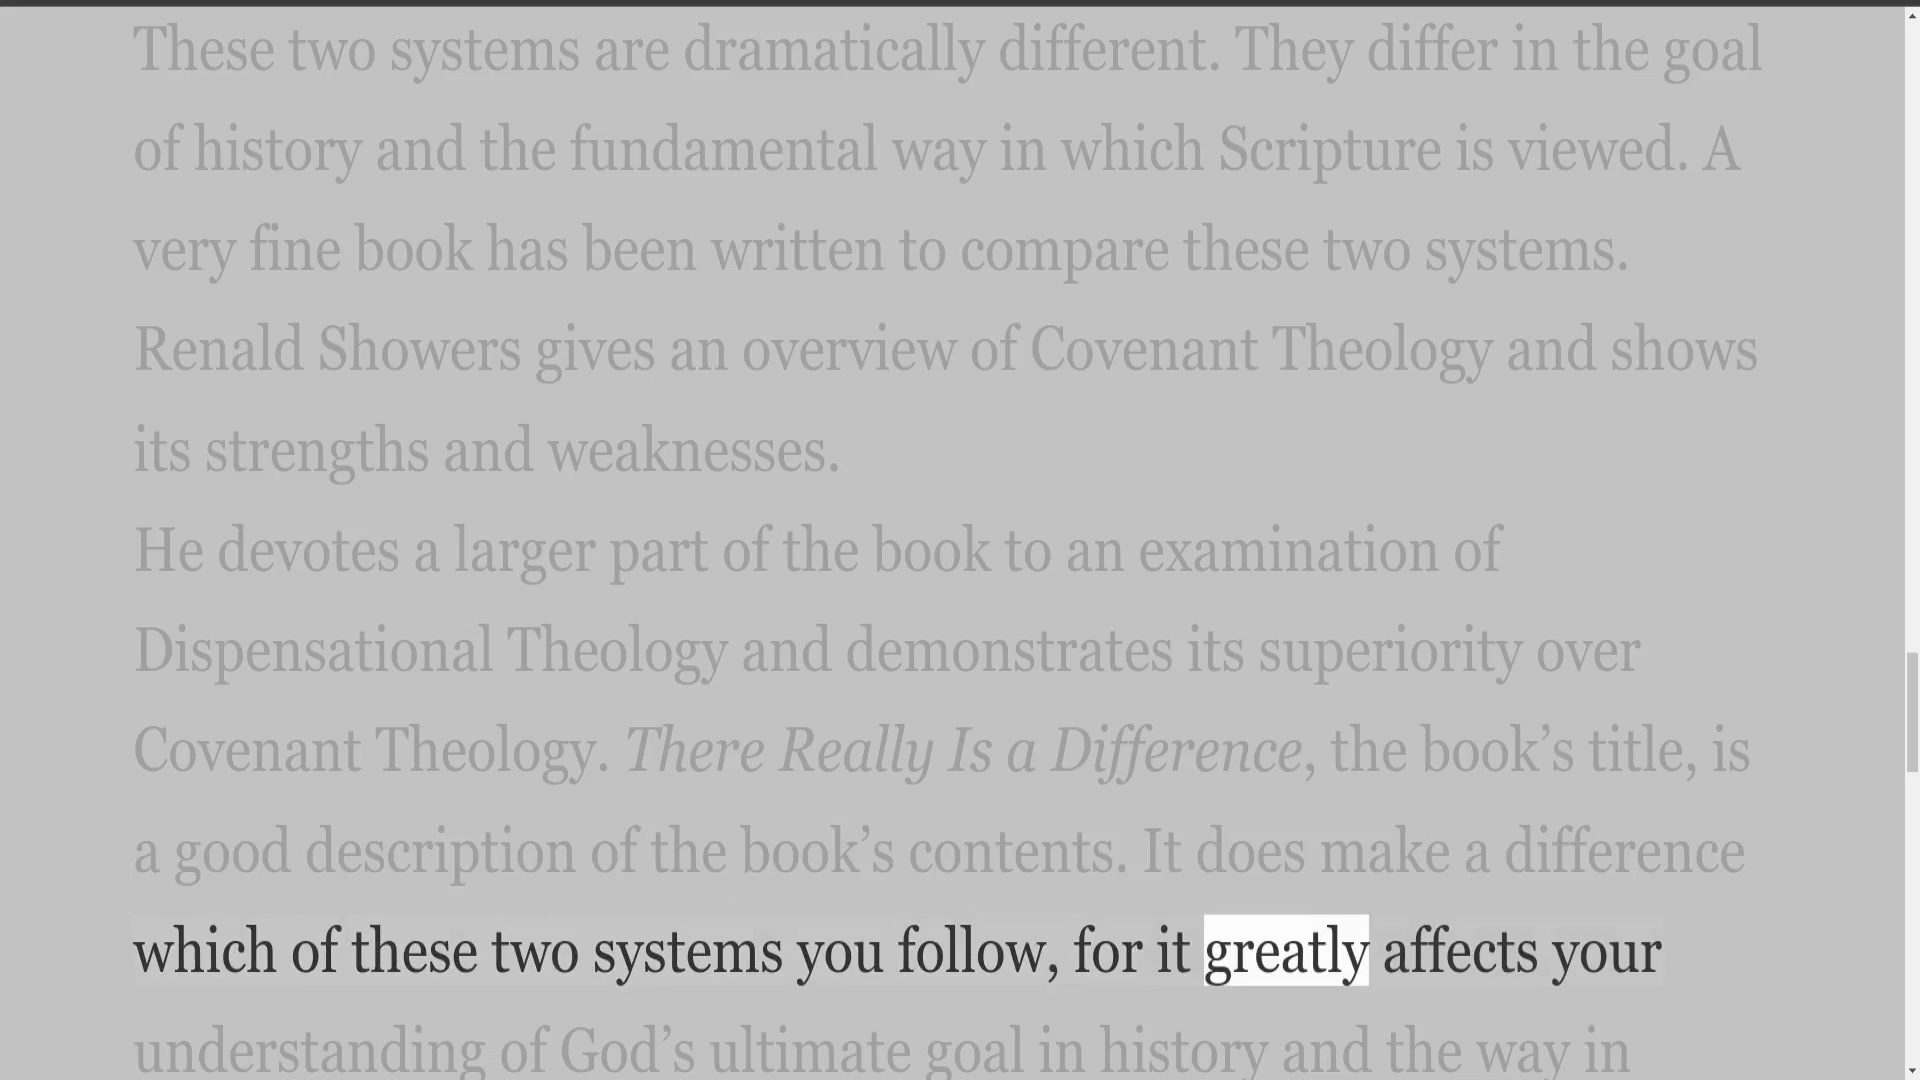 These two systems are dramatically different. They differ in the goal
of history and the fundamental way in which Scripture is viewed. A
very fine book has been written to compare these two systems.
Renald Showers gives an overview of Covenant Theology and shows
its strengths and weaknesses.
He devotes a larger part of the book to an examination of
Dispensational Theology and demonstrates its superiority over
Covenant Theology. There Really Is a Difference, the book’s title, is
a good description of the book’s contents. It does make a difference
which of these two systems you follow, for it greatly affects your
understanding of God’s ultimate goal in history and the way in